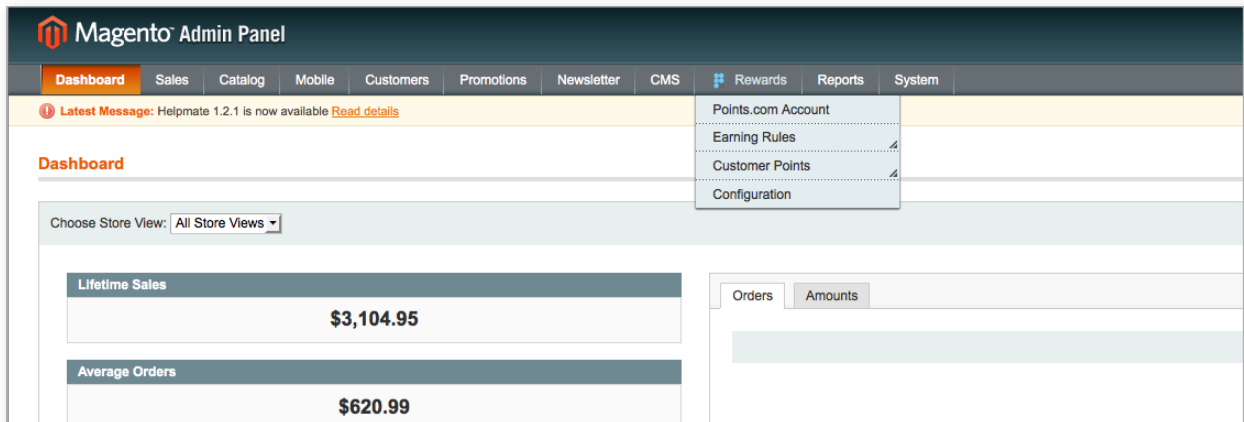 Magento™ Admin Panel
Dashboard Sales Catalog Mobile Customers Promotions Newsletter CMS Rewards Reports System
Latest Message: Helpmate 1.2.1 is now available Read details
Points.com Account
Earning Rules
Customer Points
Configuration
Dashboard
Choose Store View: All Store Views
Lifetime Sales
$3,104.95
Average Orders
$620.99
Orders Amounts